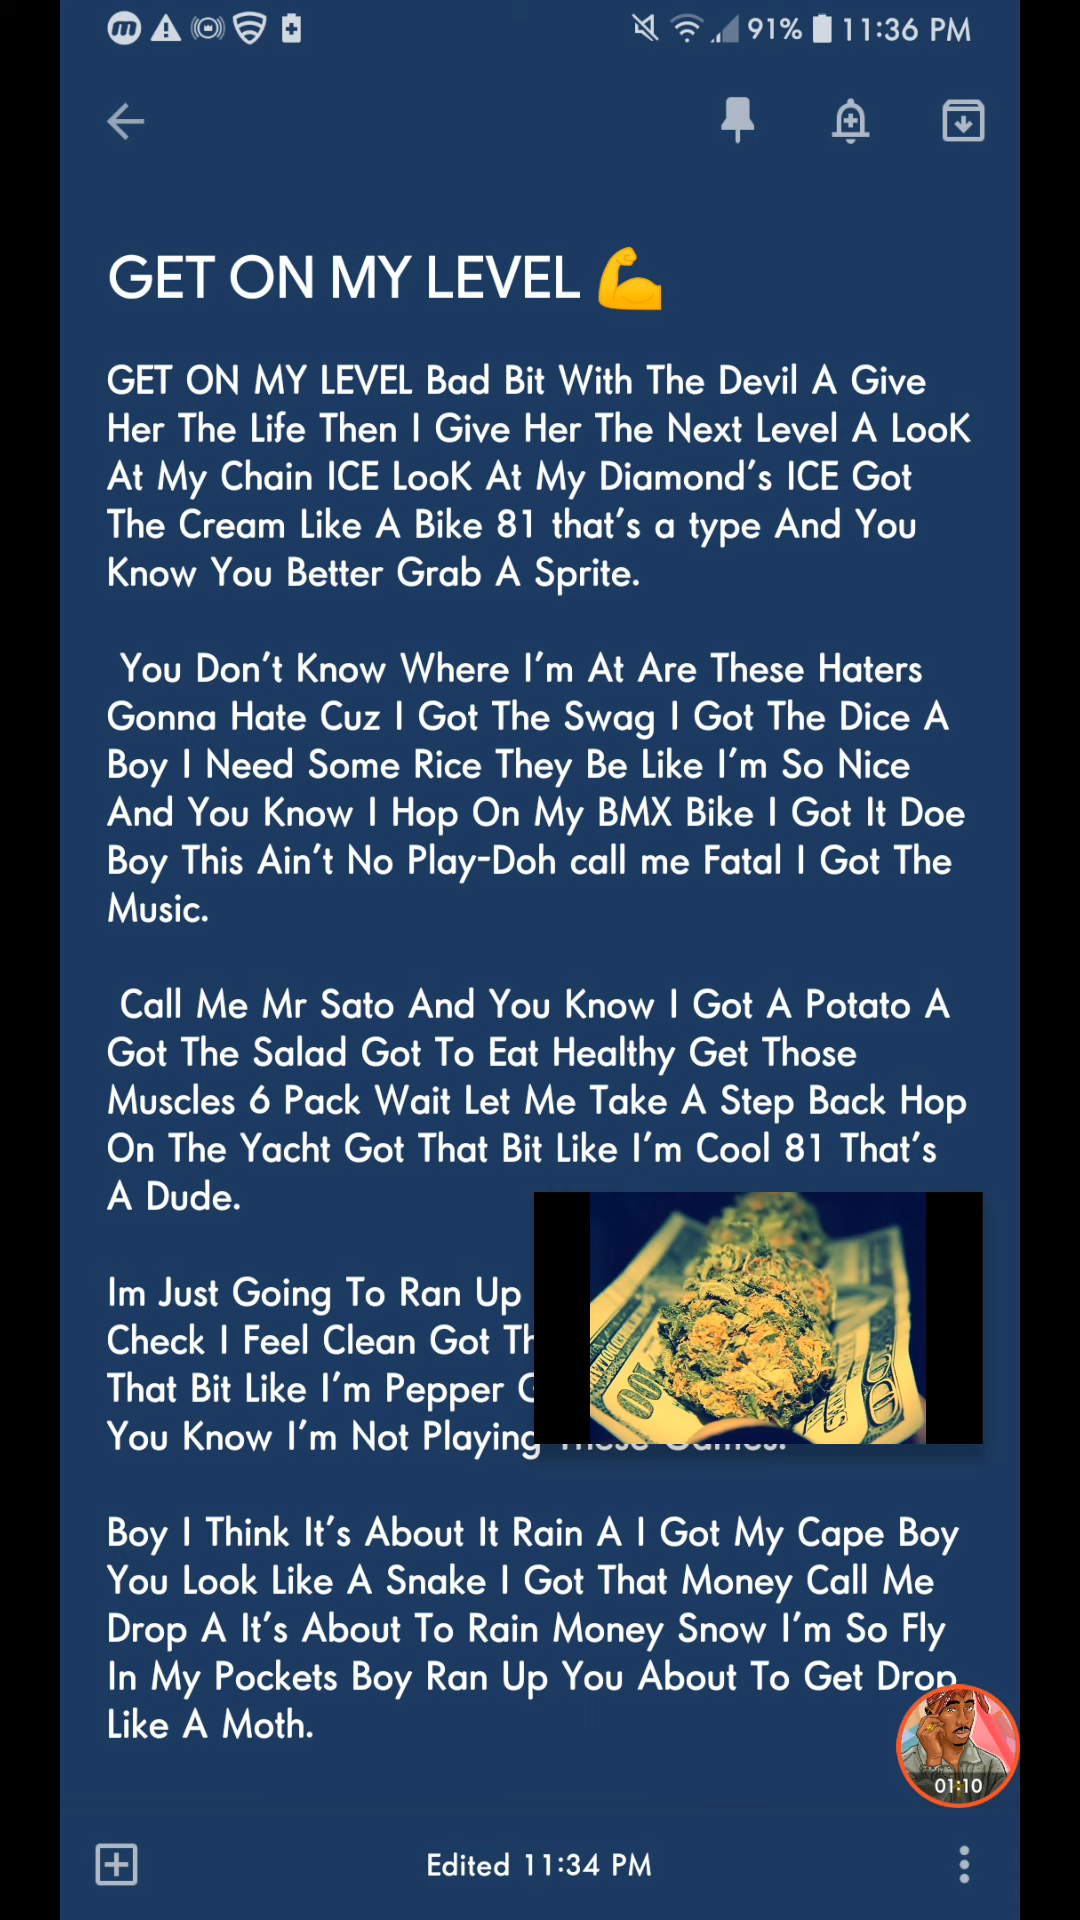 91% 11:36 PM
GET ON MY LEVEL 💪
GET ON MY LEVEL Bad Bit With The Devil A Give
Her The Life Then I Give Her The Next Level A LooK
At My Chain ICE LooK At My Diamond's ICE Got
The Cream Like A Bike 81 that's a type And You
Know You Better Grab A Sprite.
You Don't Know Where I'm At Are These Haters
Gonna Hate Cuz I Got The Swag I Got The Dice A
Boy I Need Some Rice They Be Like I'm So Nice
And You Know I Hop On My BMX Bike I Got It Doe
Boy This Ain't No Play-Doh call me Fatal I Got The
Music.
Call Me Mr Sato And You Know I Got A Potato A
Got The Salad Got To Eat Healthy Get Those
Muscles 6 Pack Wait Let Me Take A Step Back Hop
On The Yacht Got That Bit Like I'm Cool 81 That's
A Dude.
Im Just Going To Ran Up
Check I Feel Clean Got
That Bit Like I'm Pepper
You Know I'm Not Playing These Games.
100
Boy I Think It's About It Rain A I Got My Cape Boy
You Look Like A Snake I Got That Money Call Me
Drop A It's About To Rain Money Snow I'm So Fly
In My Pockets Boy Ran Up You About To Get Drop
Like A Moth.
01:10
Edited 11:34 PM